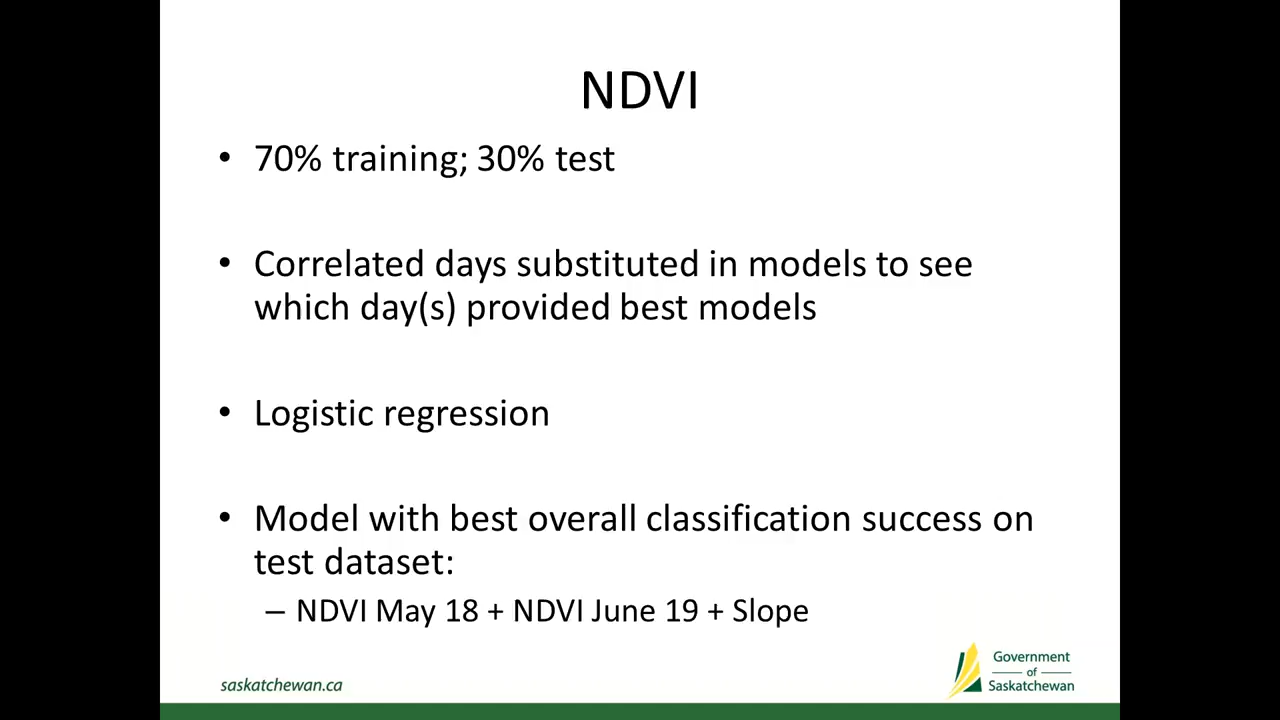 NDVI
• 70% training; 30% test
• Correlated days substituted in models to see
which day(s) provided best models
• Logistic regression
• Model with best overall classification success on
test dataset:
– NDVI May 18 + NDVI June 19 + Slope
saskatchewan.ca
Government
of
Saskatchewan